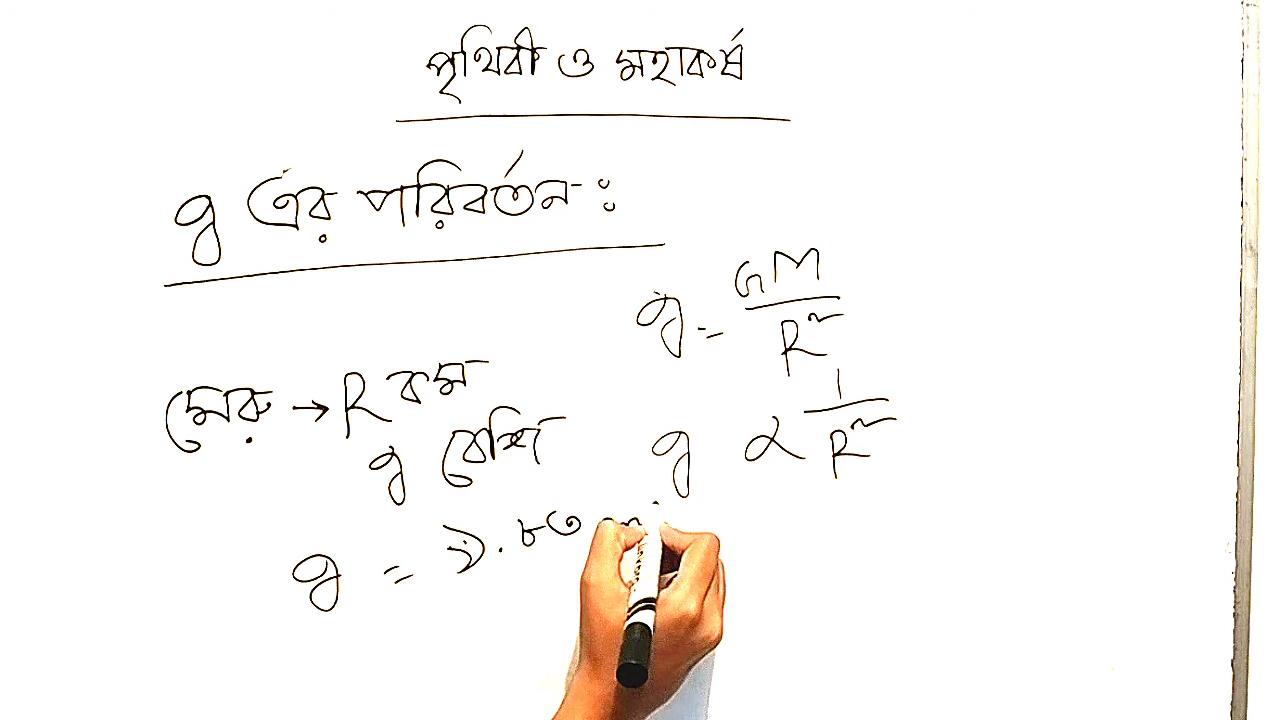 পৃথিবী ও মহাকর্ষ
g এর পরিবর্তন :
g = GM/R²
মেরু → R কম
g বেশি
g ∝ 1/R²
g = ৯.৮৩ m